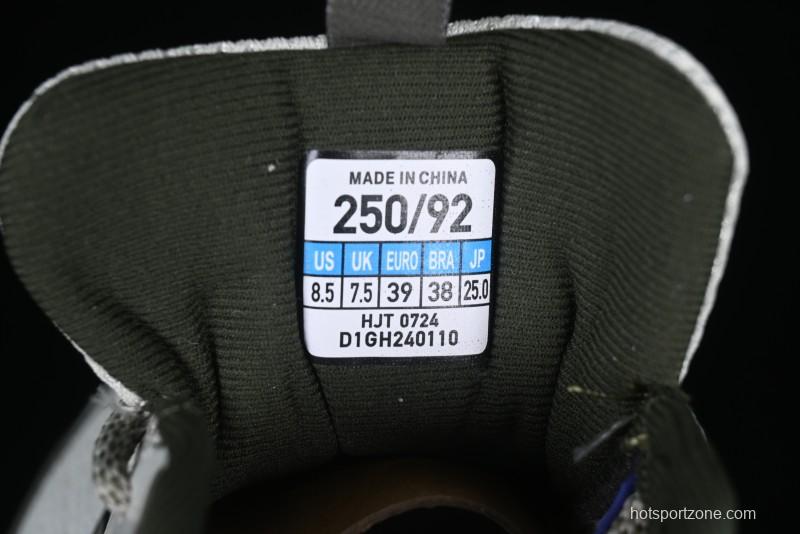 MADE IN CHINA
250/92
US UK EURO BRA JP
8.5 7.5 39 38 25.0
HJT 0724
D1GH240110
hotsportzone.com